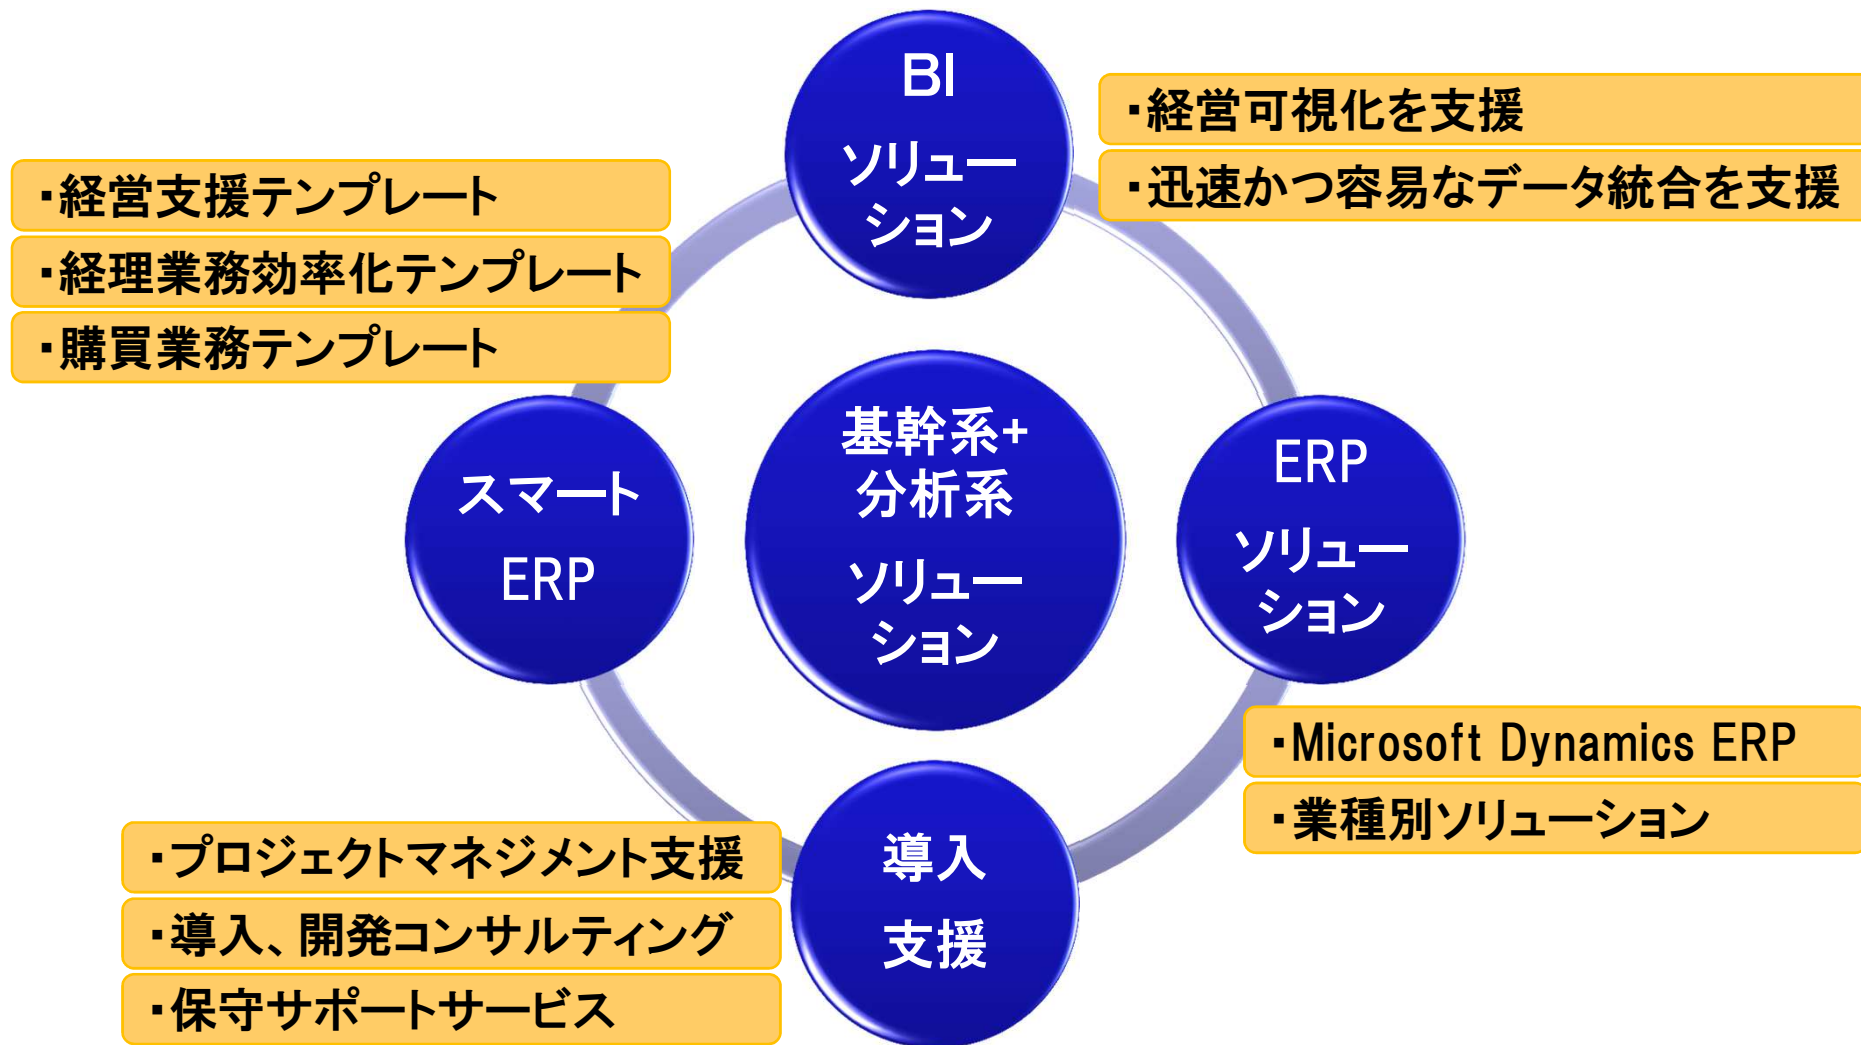 BI
ソリュー
ション
・経営可視化を支援
・迅速かつ容易なデータ統合を支援
・経営支援テンプレート
・経理業務効率化テンプレート
・購買業務テンプレート
スマート
ERP
基幹系+
分析系
ソリュー
ション
ERP
ソリュー
ション
・Microsoft Dynamics ERP
・業種別ソリューション
・プロジェクトマネジメント支援
・導入、開発コンサルティング
・保守サポートサービス
導入
支援